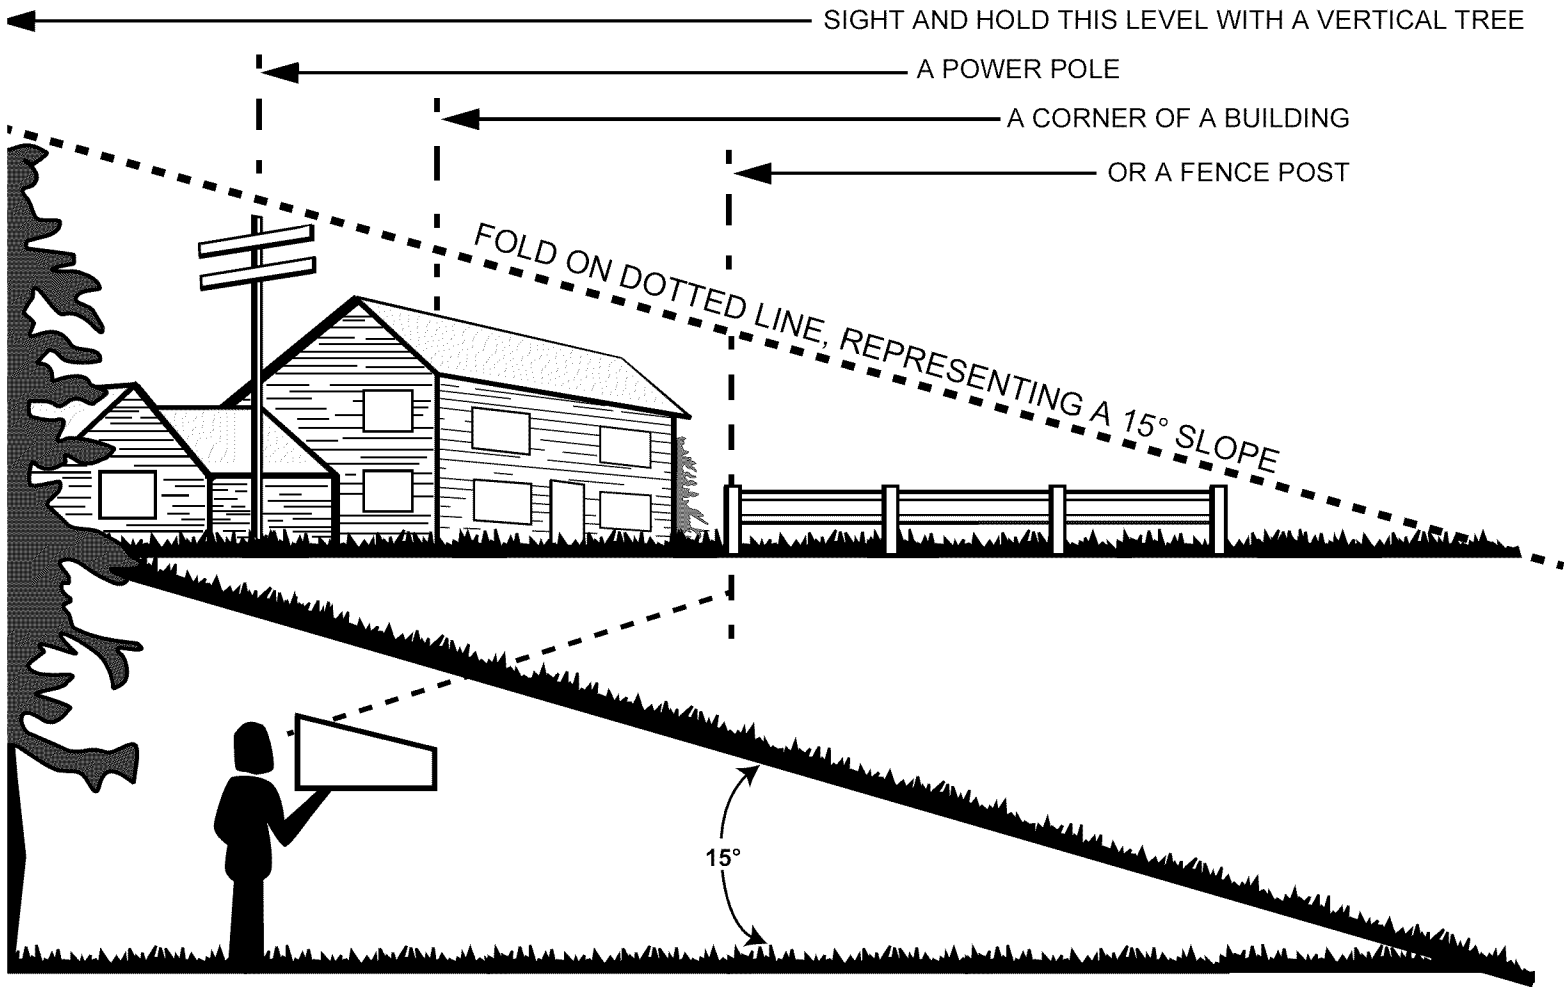 SIGHT AND HOLD THIS LEVEL WITH A VERTICAL TREE
A POWER POLE
A CORNER OF A BUILDING
OR A FENCE POST
FOLD ON DOTTED LINE, REPRESENTING A 15° SLOPE
15°